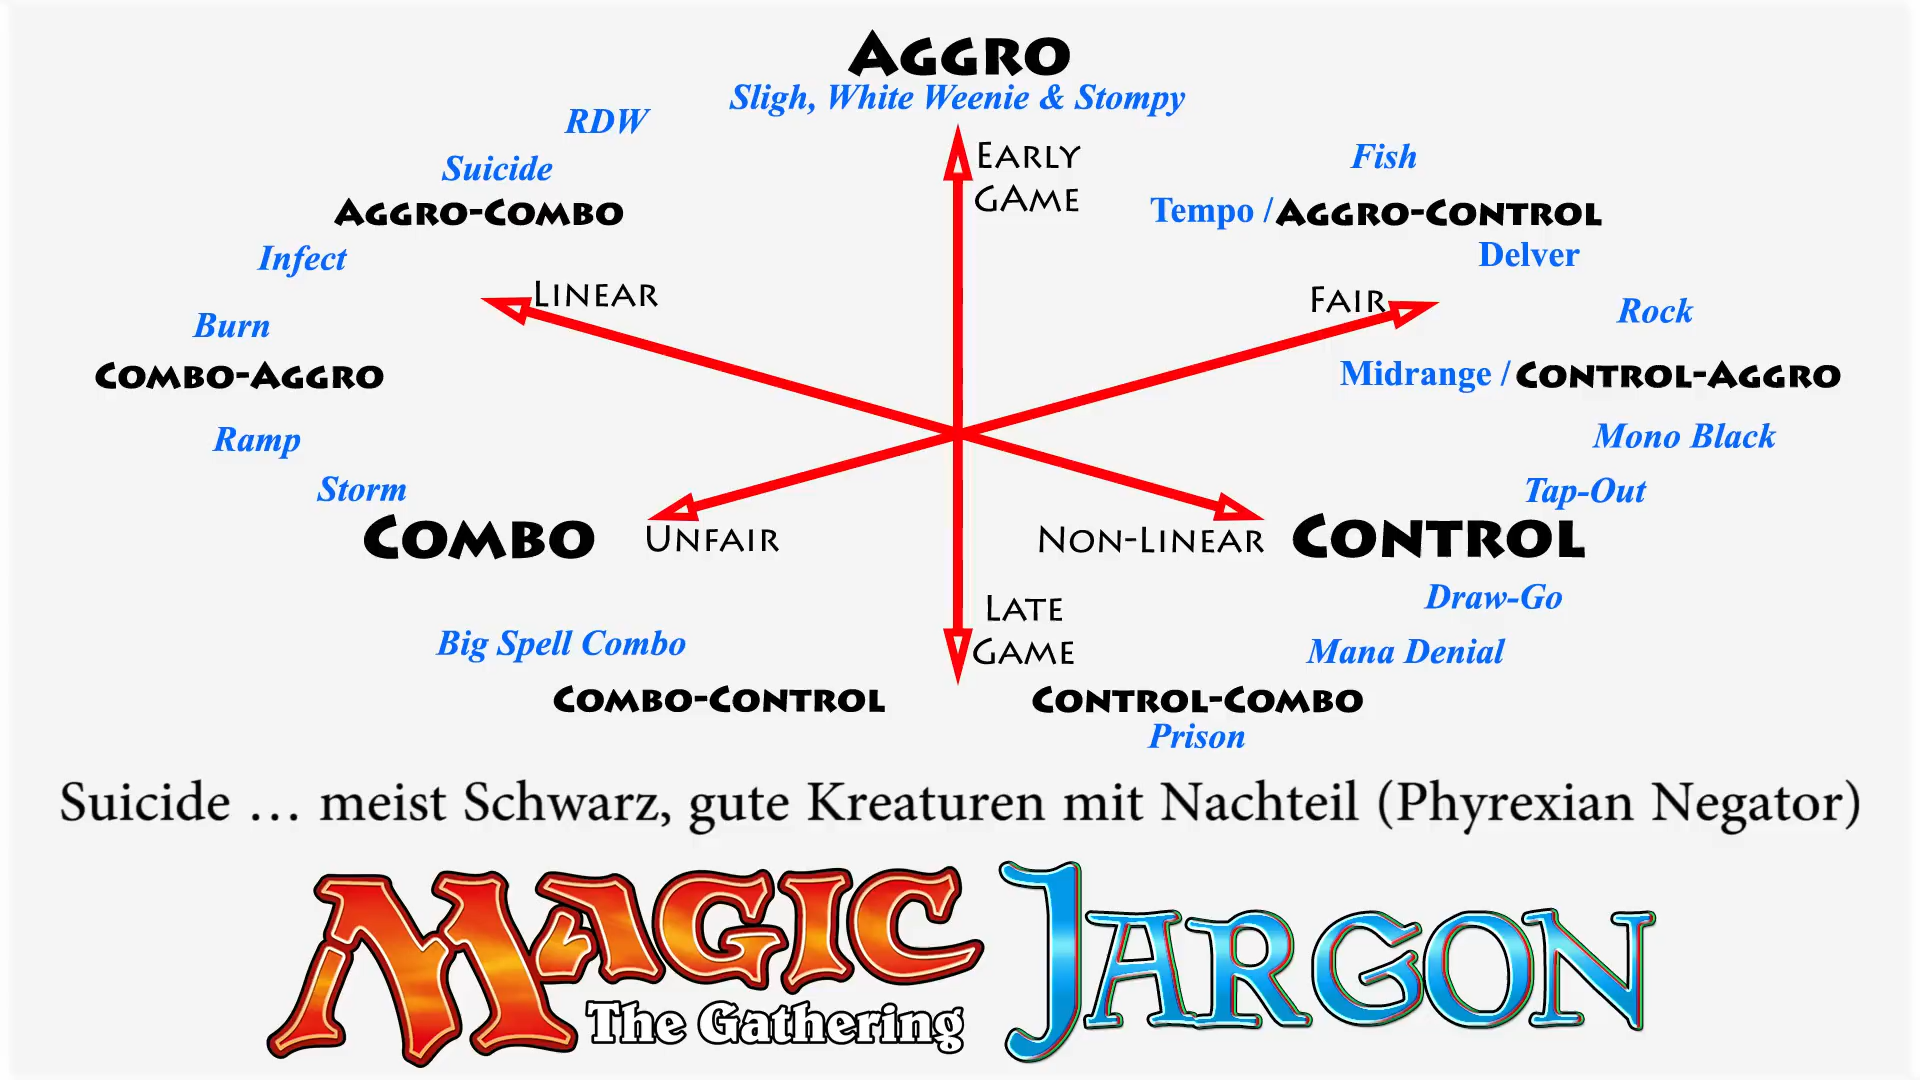 AGGRO
Sligh, White Weenie & Stompy
RDW
EARLY
GAME
Fish
Suicide
AGGRO-COMBO
Tempo / AGGRO-CONTROL
Infect
Delver
LINEAR
FAIR
Rock
Burn
COMBO-AGGRO
Midrange / CONTROL-AGGRO
Ramp
Mono Black
Storm
Tap-Out
COMBO
UNFAIR
NON-LINEAR
CONTROL
Draw-Go
LATE
GAME
Big Spell Combo
Mana Denial
COMBO-CONTROL
CONTROL-COMBO
Prison
Suicide … meist Schwarz, gute Kreaturen mit Nachteil (Phyrexian Negator)
MAGIC JARGON
The Gathering